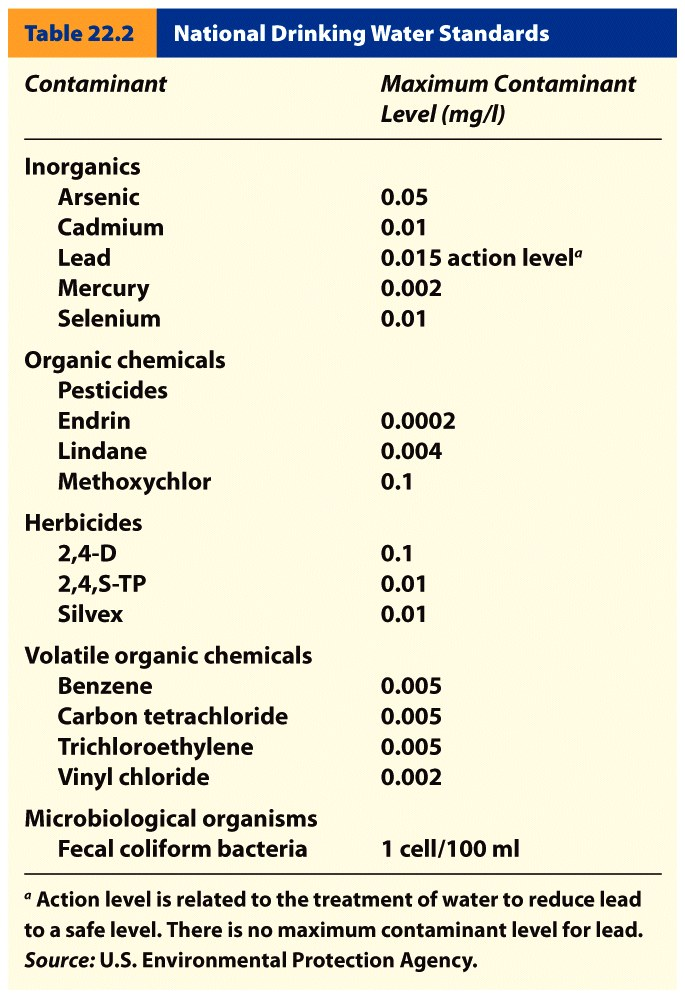 Table 22.2 National Drinking Water Standards
Contaminant Maximum Contaminant
Level (mg/l)
Inorganics
Arsenic 0.05
Cadmium 0.01
Lead 0.015 action levelᵃ
Mercury 0.002
Selenium 0.01
Organic chemicals
Pesticides
Endrin 0.0002
Lindane 0.004
Methoxychlor 0.1
Herbicides
2,4-D 0.1
2,4,S-TP 0.01
Silvex 0.01
Volatile organic chemicals
Benzene 0.005
Carbon tetrachloride 0.005
Trichloroethylene 0.005
Vinyl chloride 0.002
Microbiological organisms
Fecal coliform bacteria 1 cell/100 ml
ᵃ Action level is related to the treatment of water to reduce lead
to a safe level. There is no maximum contaminant level for lead.
Source: U.S. Environmental Protection Agency.